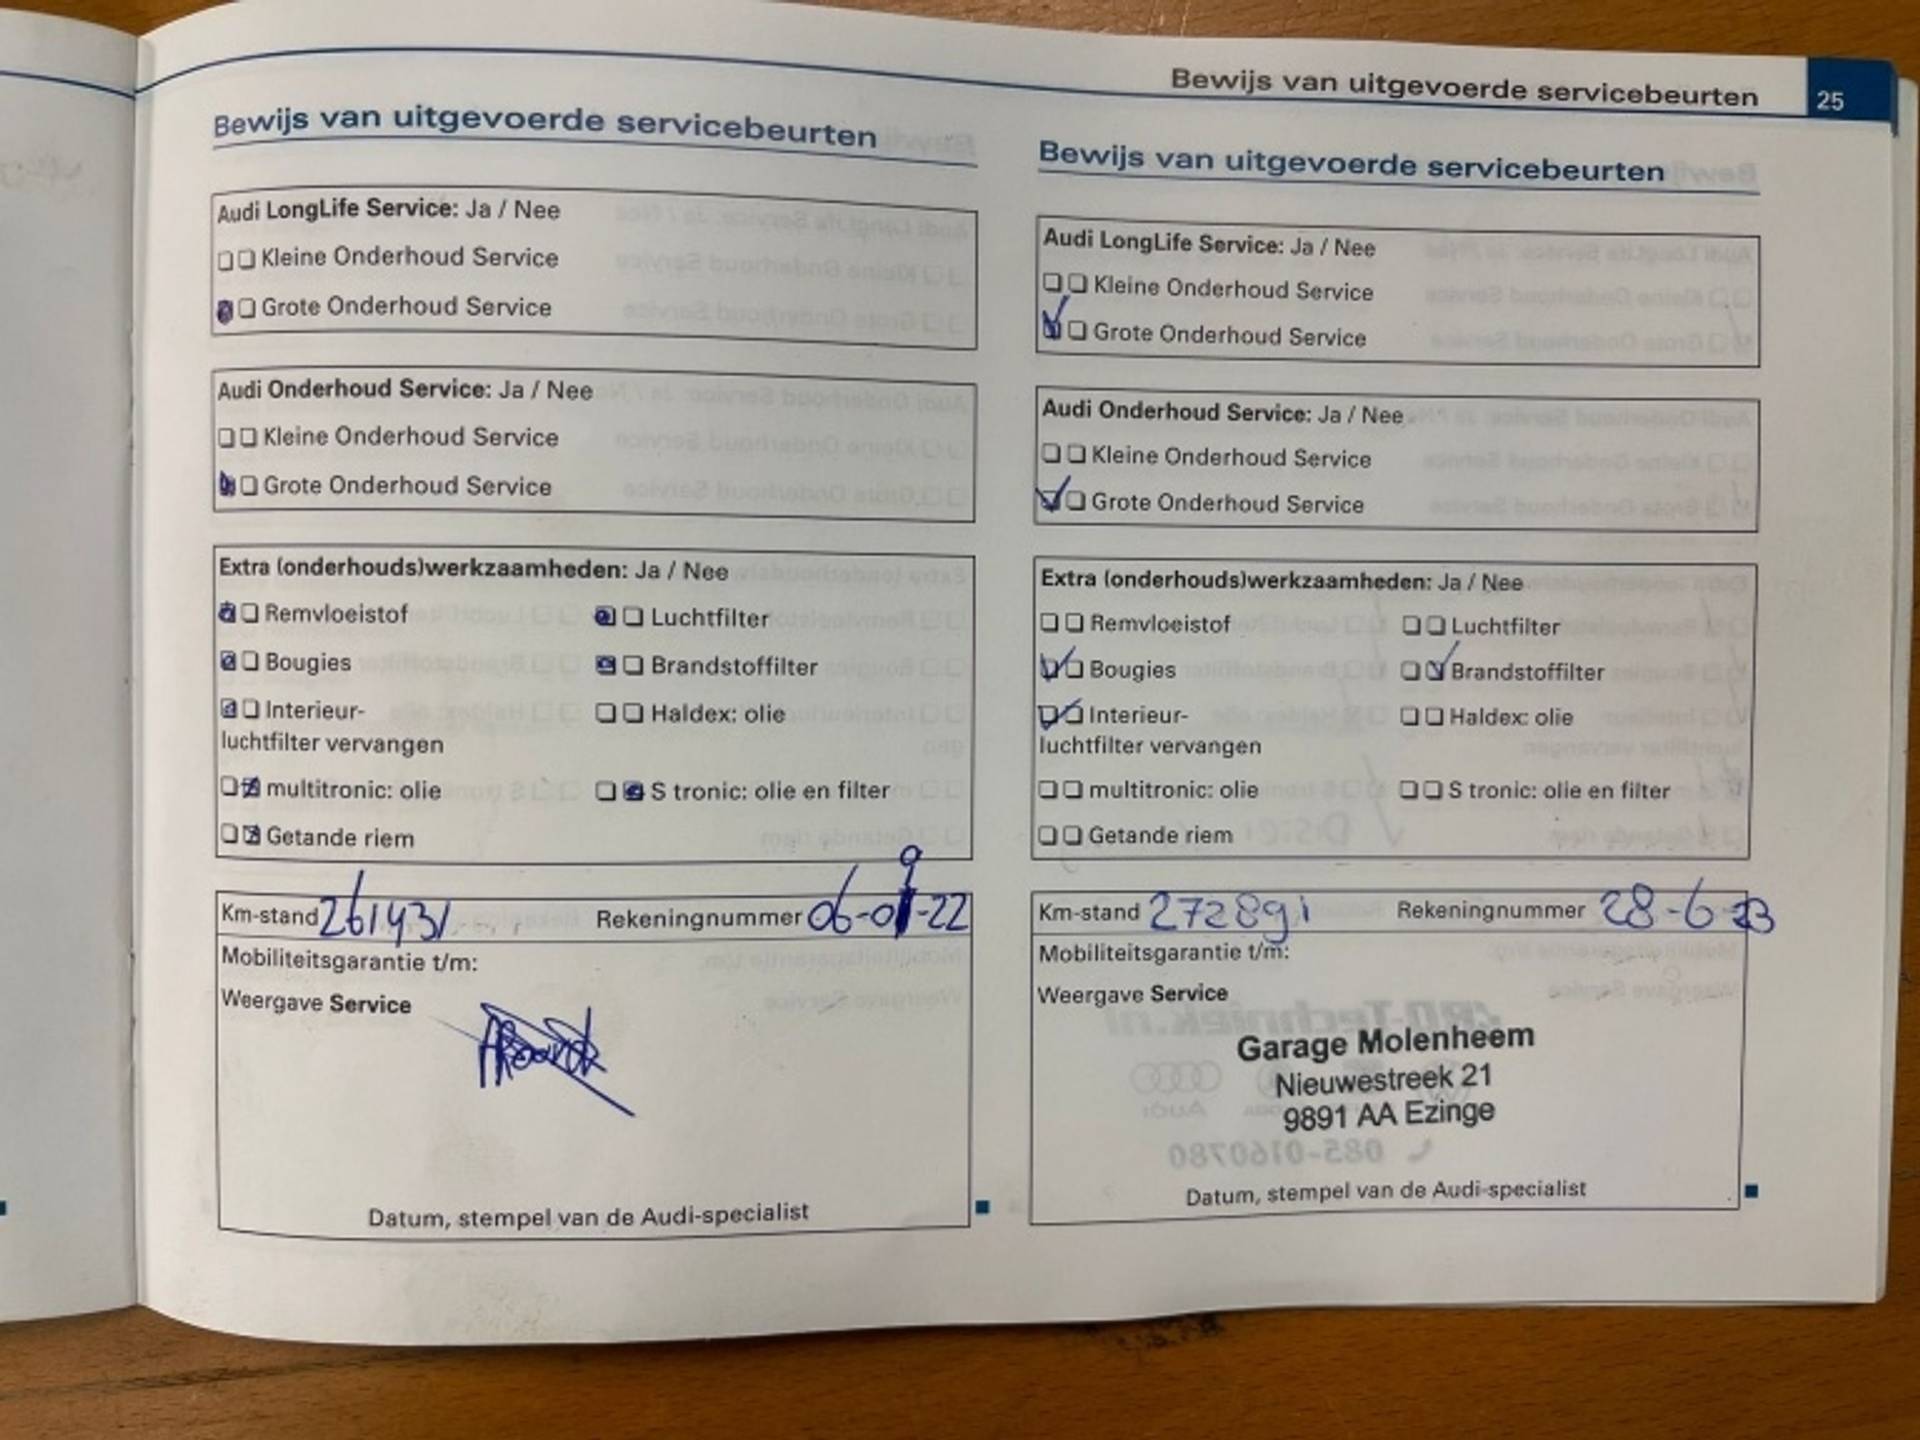 Bewijs van uitgevoerde servicebeurten 25
Bewijs van uitgevoerde servicebeurten
Audi LongLife Service: Ja / Nee
Kleine Onderhoud Service
Grote Onderhoud Service
Audi Onderhoud Service: Ja / Nee
Kleine Onderhoud Service
Grote Onderhoud Service
Extra (onderhouds)werkzaamheden: Ja / Nee
Remvloeistof Luchtfilter
Bougies Brandstoffilter
Interieur- Haldex: olie
luchtfilter vervangen
multitronic: olie S tronic: olie en filter
Getande riem
Km-stand 261431 Rekeningnummer 06-09-22
Mobiliteitsgarantie t/m:
Weergave Service
Datum, stempel van de Audi-specialist
Bewijs van uitgevoerde servicebeurten
Audi LongLife Service: Ja / Nee
Kleine Onderhoud Service
Grote Onderhoud Service
Audi Onderhoud Service: Ja / Nee
Kleine Onderhoud Service
Grote Onderhoud Service
Extra (onderhouds)werkzaamheden: Ja / Nee
Remvloeistof Luchtfilter
Bougies Brandstoffilter
Interieur- Haldex: olie
luchtfilter vervangen
multitronic: olie S tronic: olie en filter
Getande riem
Km-stand 272891 Rekeningnummer 28-6-23
Mobiliteitsgarantie t/m:
Weergave Service
Garage Molenheem
Nieuwestreek 21
9891 AA Ezinge
Datum, stempel van de Audi-specialist